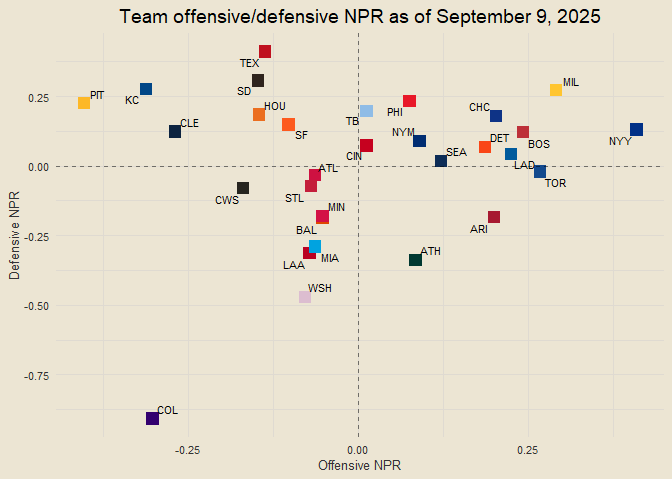 Team offensive/defensive NPR as of September 9, 2025
TEX
SD
PIT
KC
HOU
MIL
CLE
SF
TB
PHI
CHC
NYM
DET
BOS
NYY
CIN
SEA
LAD
TOR
ATL
CWS
STL
MIN
BAL
ARI
LAA
MIA
ATH
WSH
COL
0.25
0.00
-0.25
-0.50
-0.75
Defensive NPR
-0.25
0.00
0.25
Offensive NPR